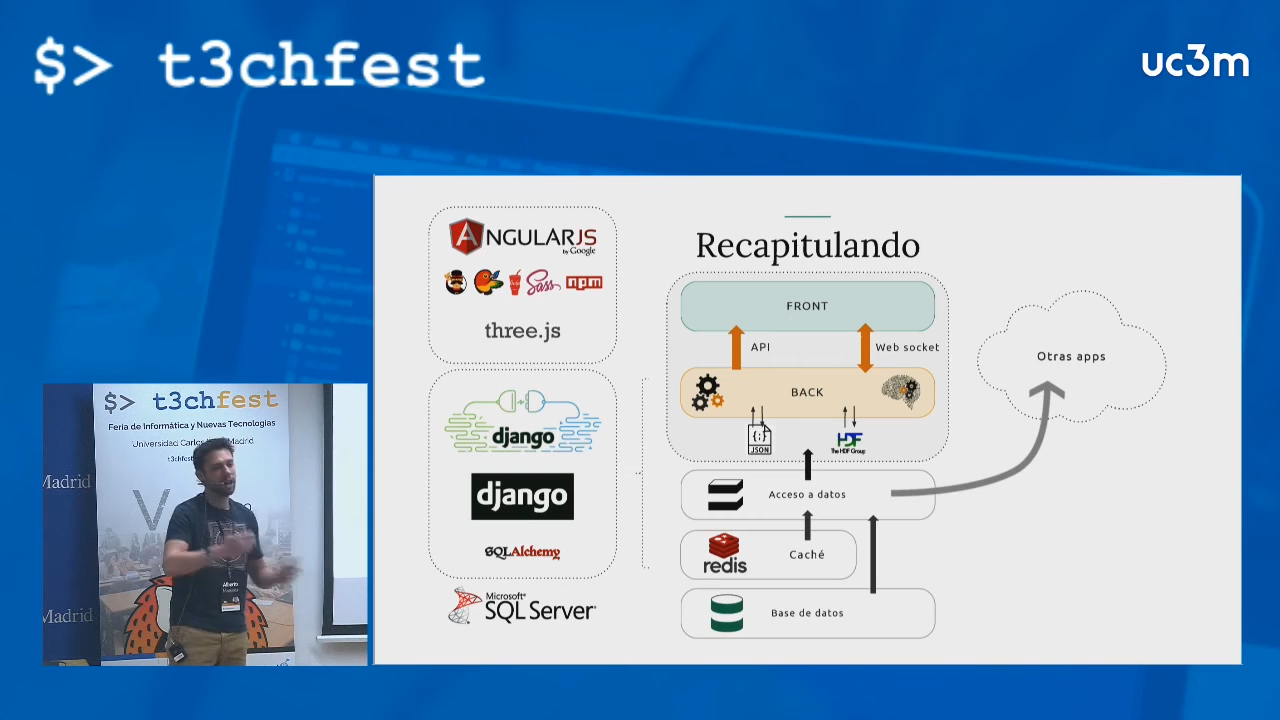 $> t3chfest
uc3m
ANGULARJS
by Google
Sass
npm
three.js
django
django
SQLAlchemy
Microsoft®
SQL Server®
Recapitulando
FRONT
API
Web socket
BACK
{;}
JSON
HDF
The HDF Group
Acceso a datos
redis
Caché
Base de datos
Otras apps
$> t3chfest
Feria de Informática y Nuevas Tecnologías
Universidad Carlos Madrid
t3chfest
Madrid
Madrid
V
Alberto